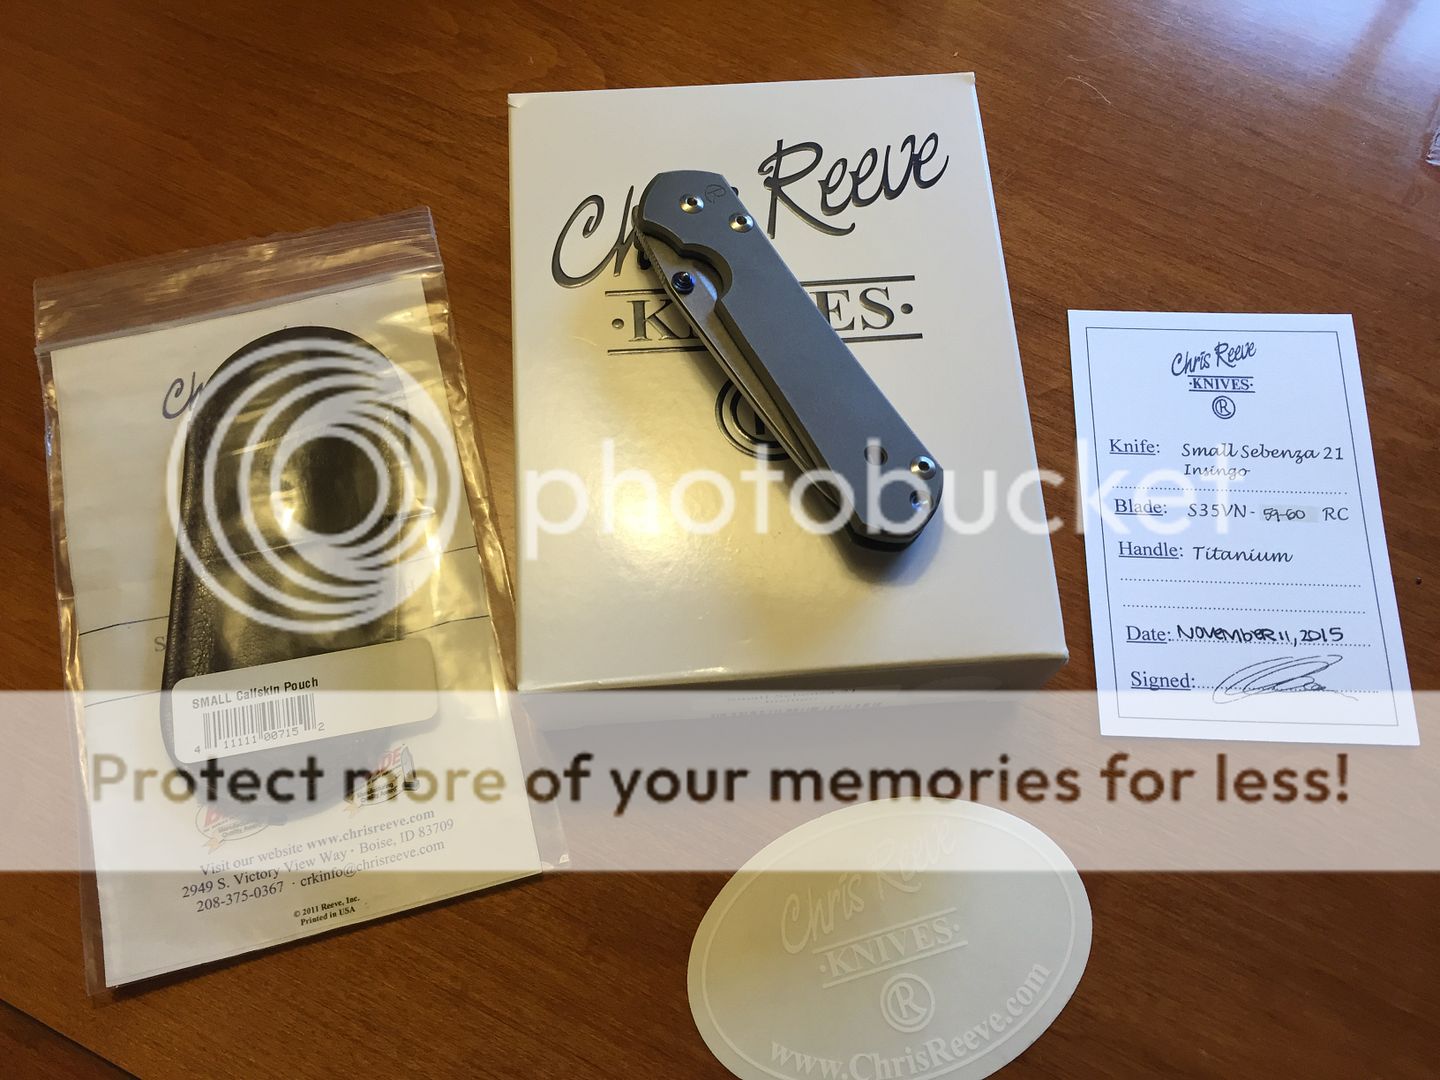 Chris Reeve
·KNIVES·
SMALL Calfskin Pouch
4 11111 00715 2
Visit our website www.chrisreeve.com
2949 S. Victory View Way · Boise, ID 83709
208-375-0367 · crkinfo@chrisreeve.com
© 2011 Reeve, Inc.
Printed in USA
Chris Reeve
·KNIVES·
R
Knife: Small Sebenza 21
Insingo
Blade: S35VN- 59-60 RC
Handle: Titanium
Date: November 11, 2015
Signed:
photobucket
Protect more of your memories for less!
Chris Reeve
·KNIVES·
R
www.ChrisReeve.com